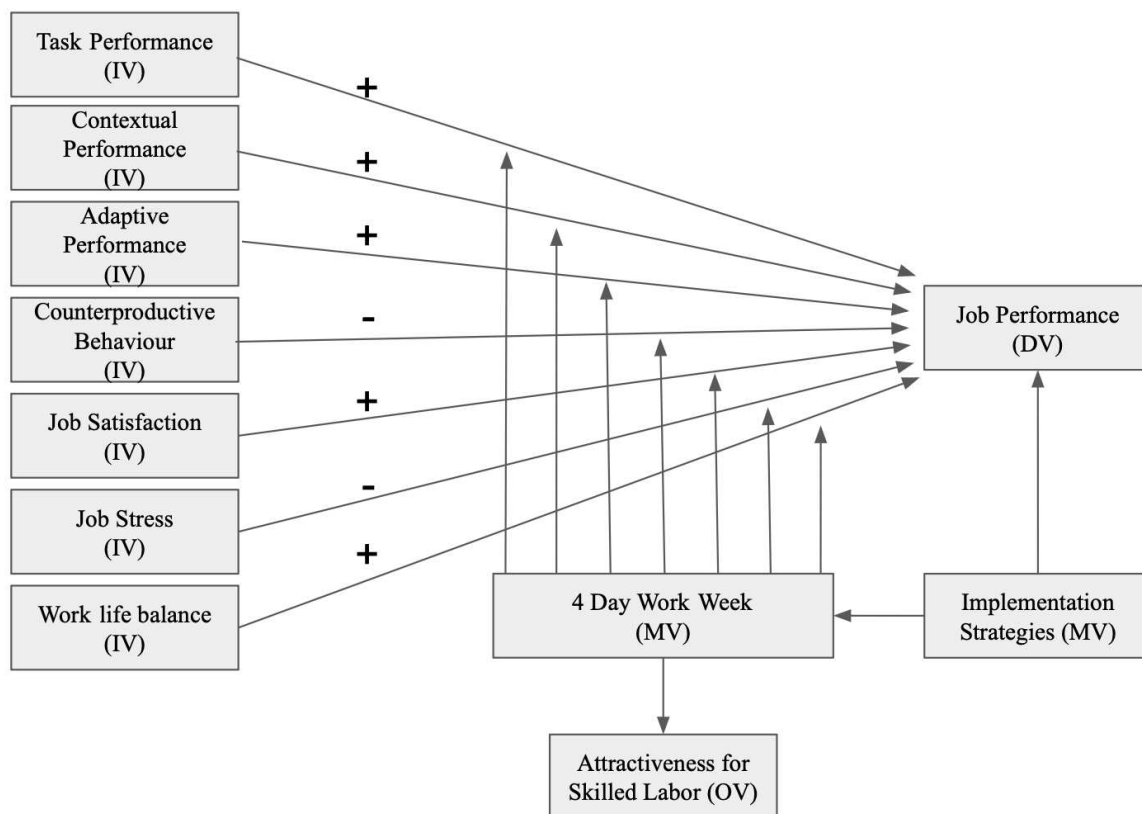 Task Performance
(IV)
+
Contextual
Performance
(IV)
+
Adaptive
Performance
(IV)
+
Counterproductive
Behaviour
(IV)
-
Job Performance
(DV)
Job Satisfaction
(IV)
+
Job Stress
(IV)
-
Work life balance
(IV)
+
4 Day Work Week
(MV)
Implementation
Strategies (MV)
Attractiveness for
Skilled Labor (OV)